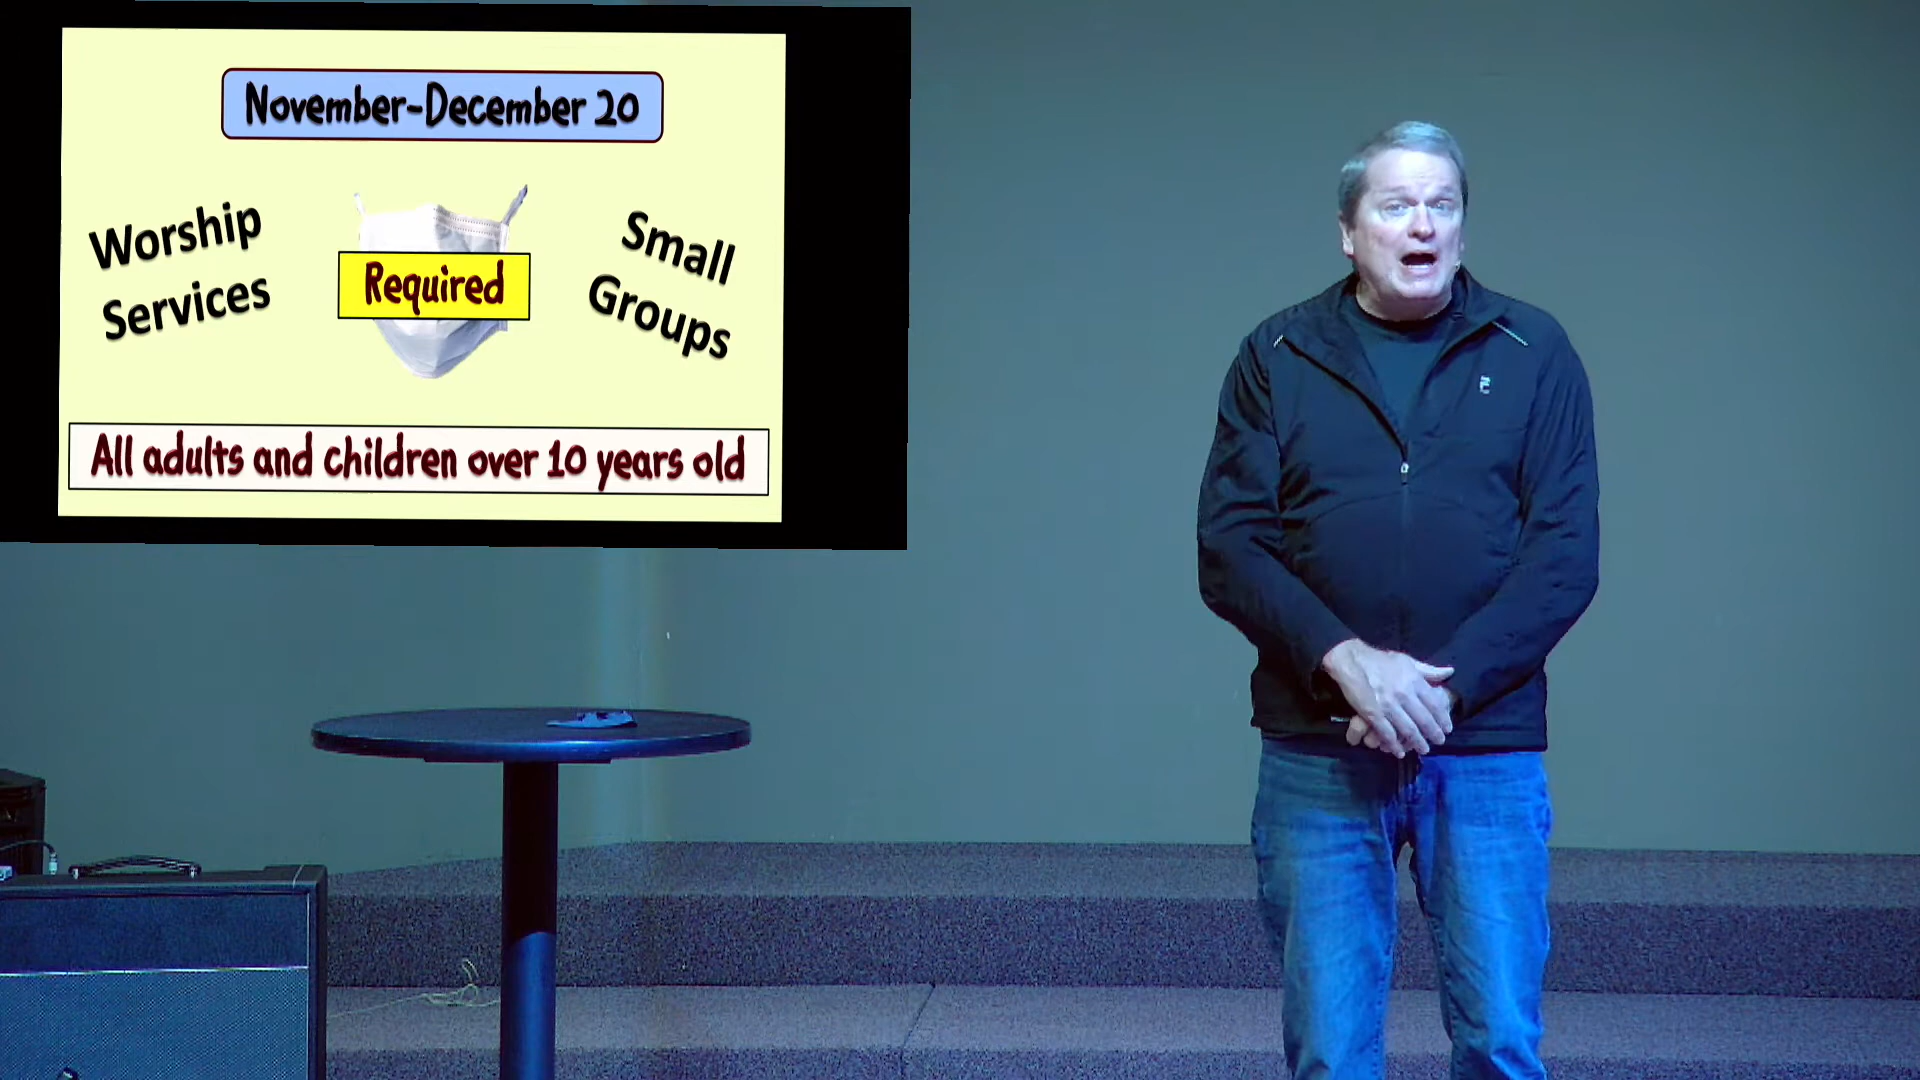 November-December 20
Worship
Services
Required
Small
Groups
All adults and children over 10 years old